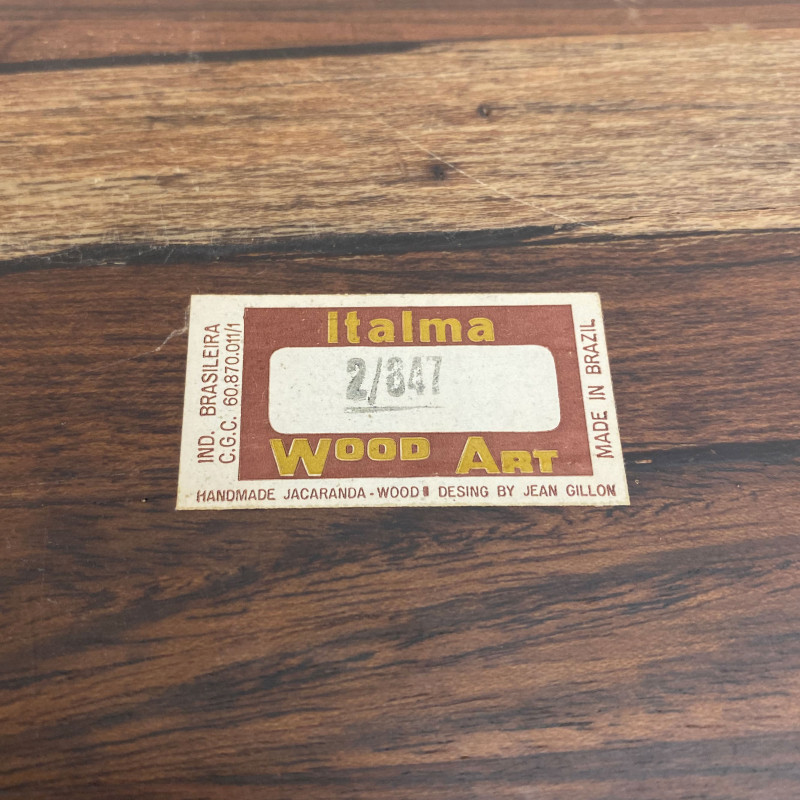 italma
2/847
WOOD ART
IND. BRASILEIRA
C.G.C. 60.870.011/1
MADE IN BRAZIL
HANDMADE JACARANDA - WOOD DESING BY JEAN GILLON